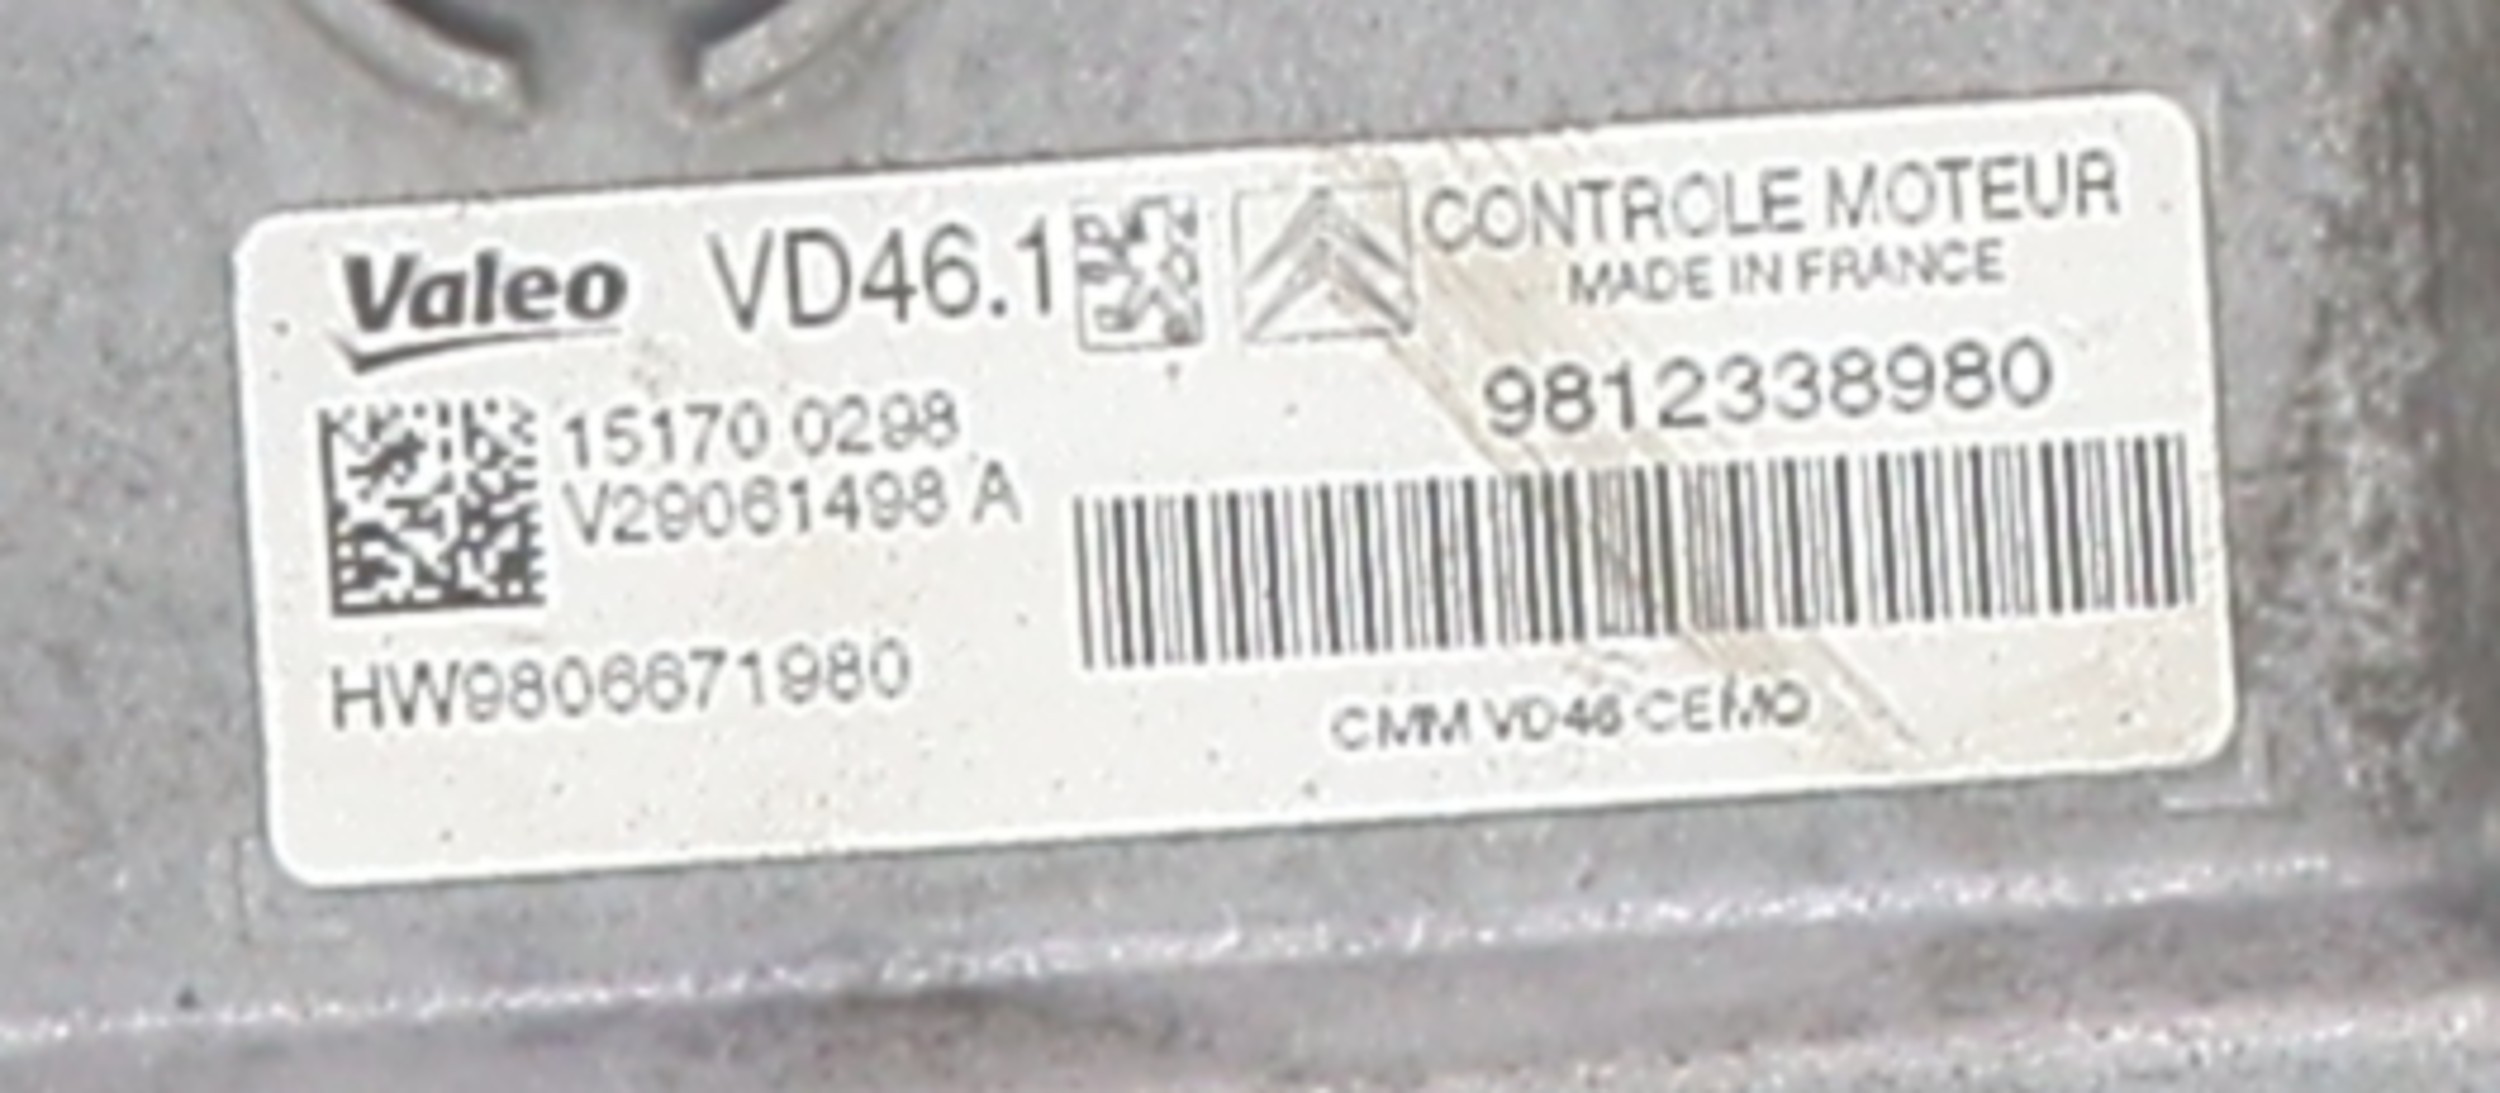 Valeo VD46.1
CONTROLE MOTEUR
MADE IN FRANCE
9812338980
15170 0298
V29061498 A
HW9806671980
CMM VD46 CEMO